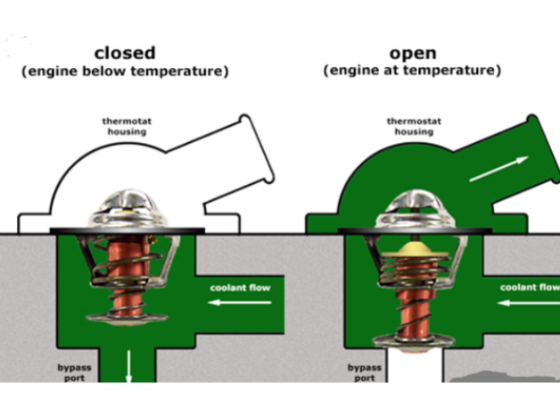 closed
(engine below temperature)
thermotat
housing
coolant flow
bypass
port
open
(engine at temperature)
thermostat
housing
coolant flow
bypass
port